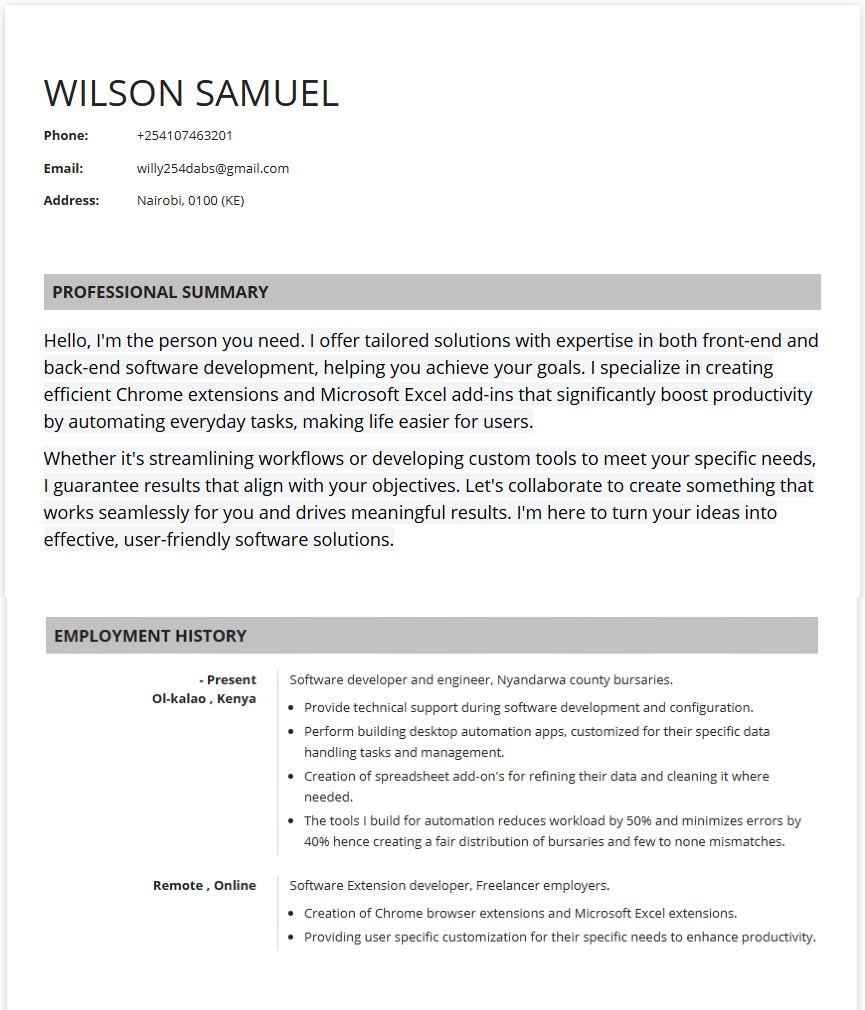 WILSON SAMUEL
Phone: +254107463201
Email: willy254dabs@gmail.com
Address: Nairobi, 0100 (KE)
PROFESSIONAL SUMMARY
Hello, I'm the person you need. I offer tailored solutions with expertise in both front-end and
back-end software development, helping you achieve your goals. I specialize in creating
efficient Chrome extensions and Microsoft Excel add-ins that significantly boost productivity
by automating everyday tasks, making life easier for users.
Whether it's streamlining workflows or developing custom tools to meet your specific needs,
I guarantee results that align with your objectives. Let's collaborate to create something that
works seamlessly for you and drives meaningful results. I'm here to turn your ideas into
effective, user-friendly software solutions.
EMPLOYMENT HISTORY
- Present
Ol-kalao , Kenya
Software developer and engineer, Nyandarwa county bursaries.
• Provide technical support during software development and configuration.
• Perform building desktop automation apps, customized for their specific data
handling tasks and management.
• Creation of spreadsheet add-on's for refining their data and cleaning it where
needed.
• The tools I build for automation reduces workload by 50% and minimizes errors by
40% hence creating a fair distribution of bursaries and few to none mismatches.
Remote , Online
Software Extension developer, Freelancer employers.
• Creation of Chrome browser extensions and Microsoft Excel extensions.
• Providing user specific customization for their specific needs to enhance productivity.